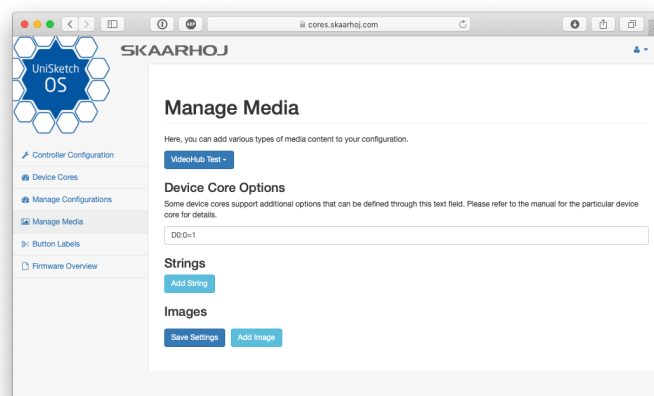 cores.skaarhoj.com
ABP
SKAARHOJ
UniSketch
OS
Controller Configuration
Device Cores
Manage Configurations
Manage Media
Button Labels
Firmware Overview
Manage Media
Here, you can add various types of media content to your configuration.
VideoHub Test
Device Core Options
Some device cores support additional options that can be defined through this text field. Please refer to the manual for the particular device
core for details.
D0:0=1
Strings
Add String
Images
Save Settings Add Image